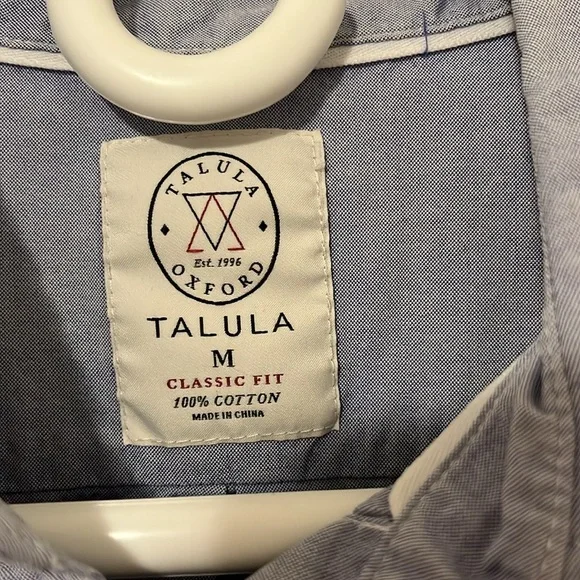 TALULA
Est. 1996
OXFORD
TALULA
M
CLASSIC FIT
100% COTTON
MADE IN CHINA